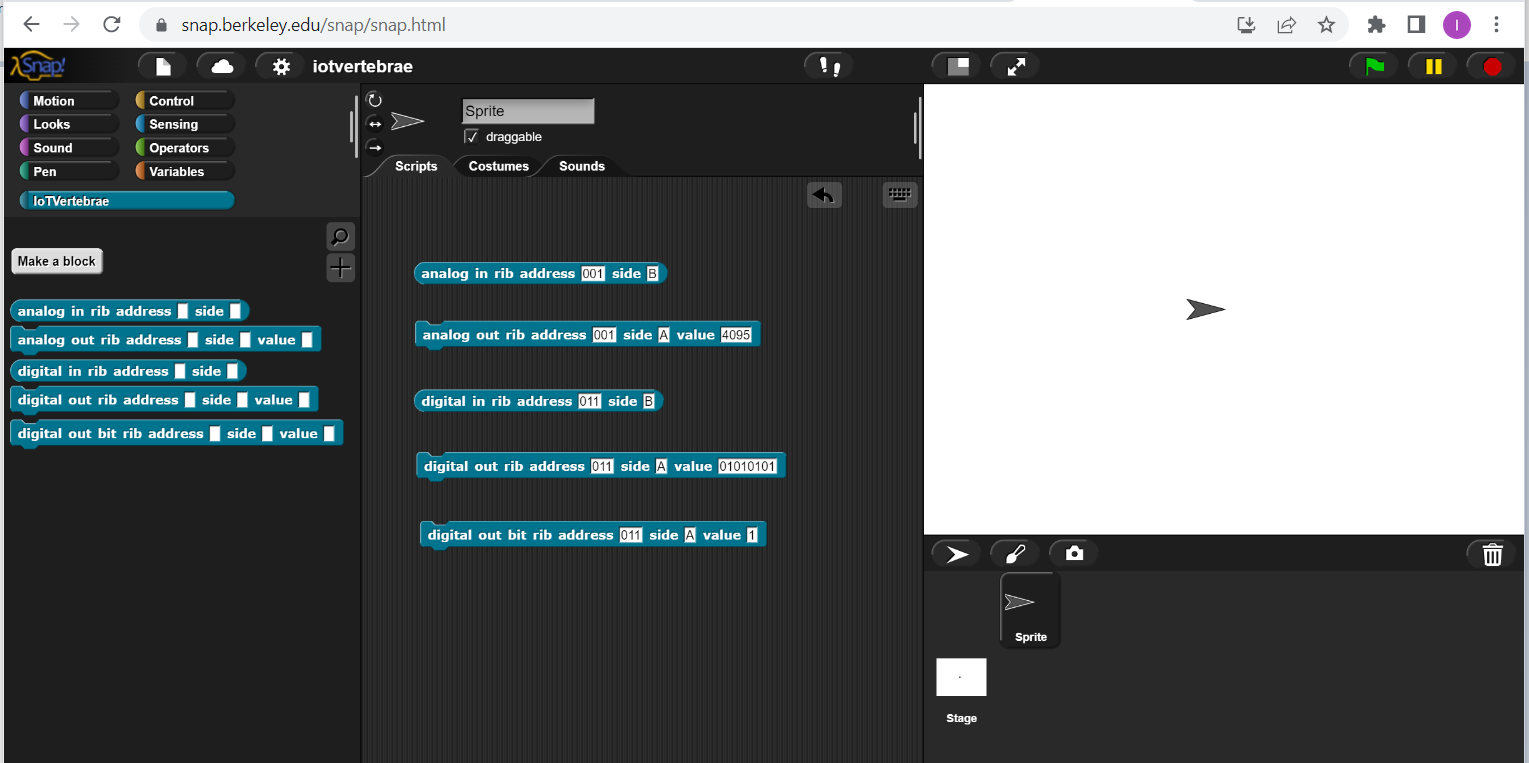 snap.berkeley.edu/snap/snap.html
I
λSnap!
iotvertebrae
Motion
Control
Looks
Sensing
Sound
Operators
Pen
Variables
IoTVertebrae
Make a block
analog in rib address side
analog out rib address side value
digital in rib address side
digital out rib address side value
digital out bit rib address side value
Sprite
draggable
Scripts Costumes Sounds
analog in rib address 001 side B
analog out rib address 001 side A value 4095
digital in rib address 011 side B
digital out rib address 011 side A value 01010101
digital out bit rib address 011 side A value 1
Sprite
Stage